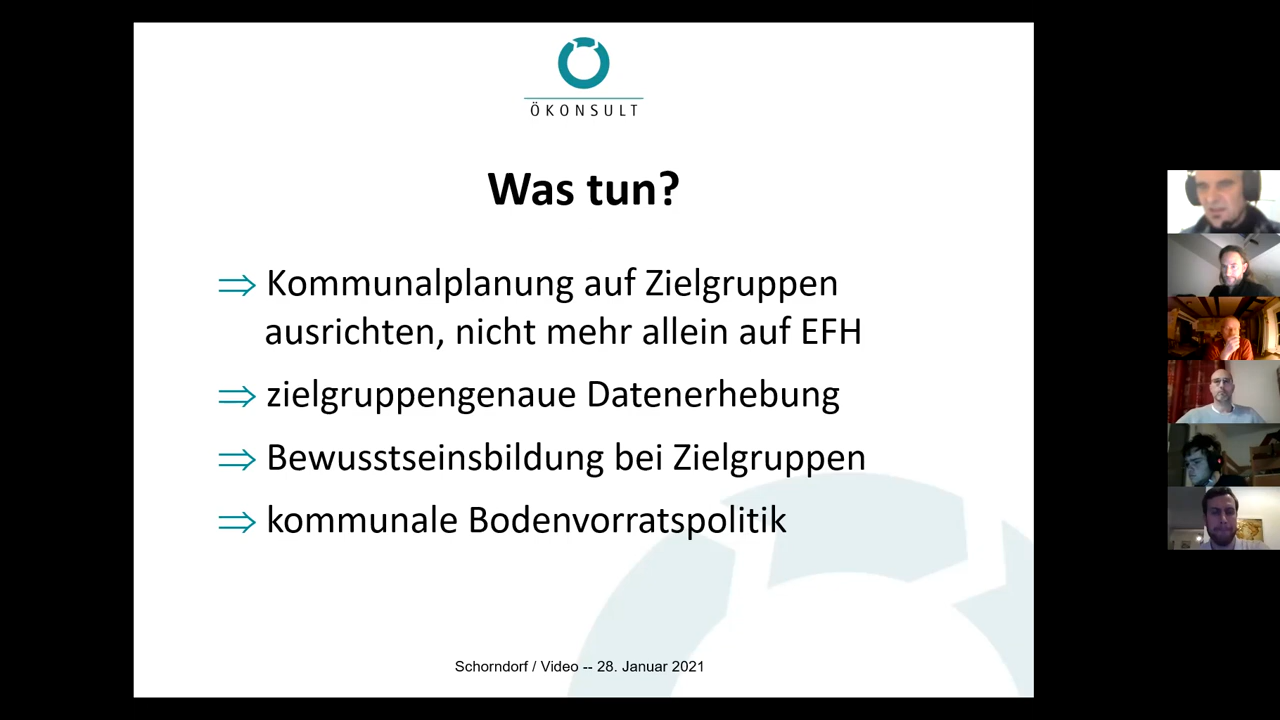 ÖKONSULT
Was tun?
⇒ Kommunalplanung auf Zielgruppen
ausrichten, nicht mehr allein auf EFH
⇒ zielgruppengenaue Datenerhebung
⇒ Bewusstseinsbildung bei Zielgruppen
⇒ kommunale Bodenvorratspolitik
Schorndorf / Video -- 28. Januar 2021